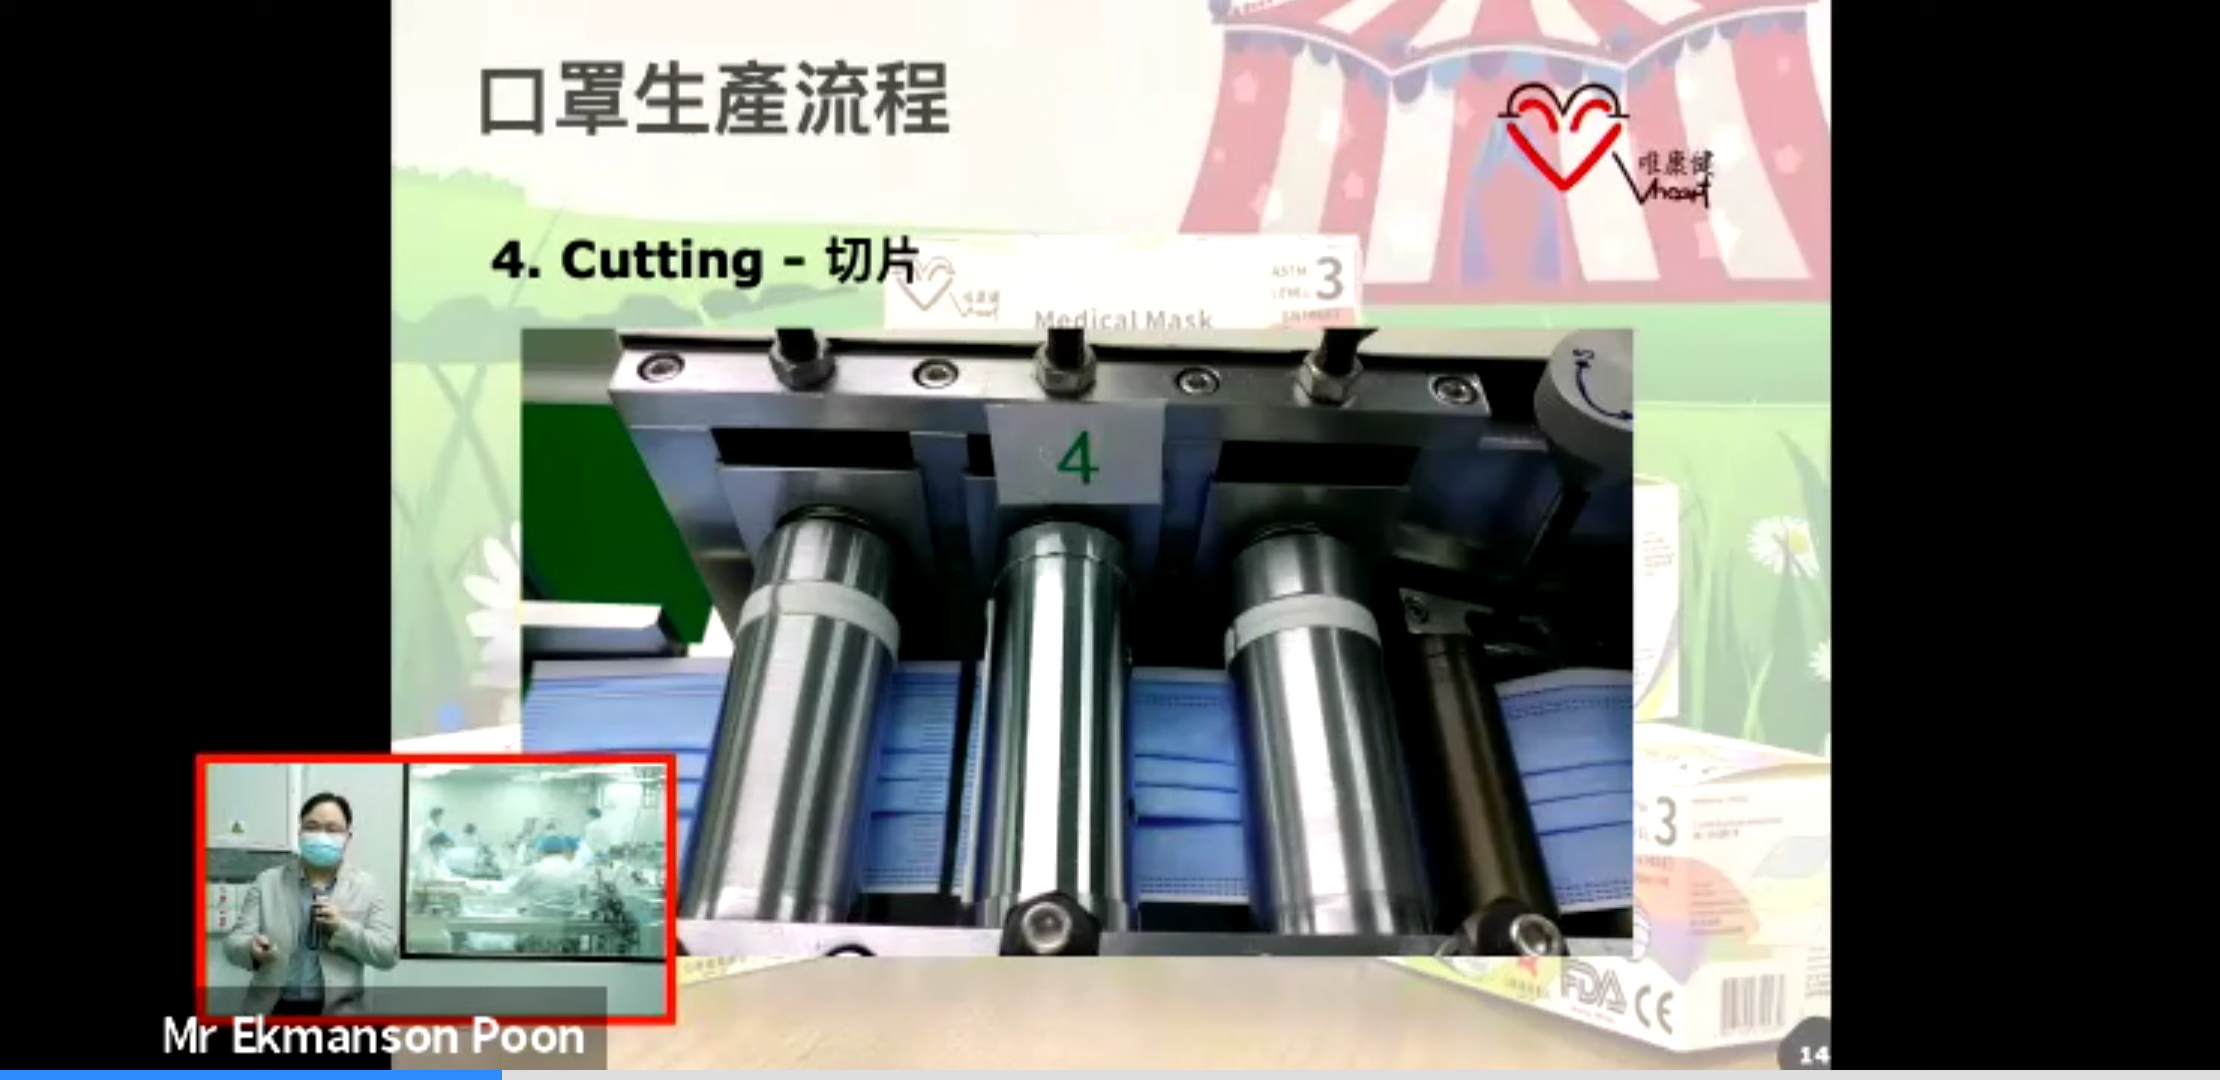 口罩生產流程
唯康健
Vheart
4. Cutting - 切片
ASTM
LEVEL 3
Medical Mask
4
3
FDA CE
Mr Ekmanson Poon
14